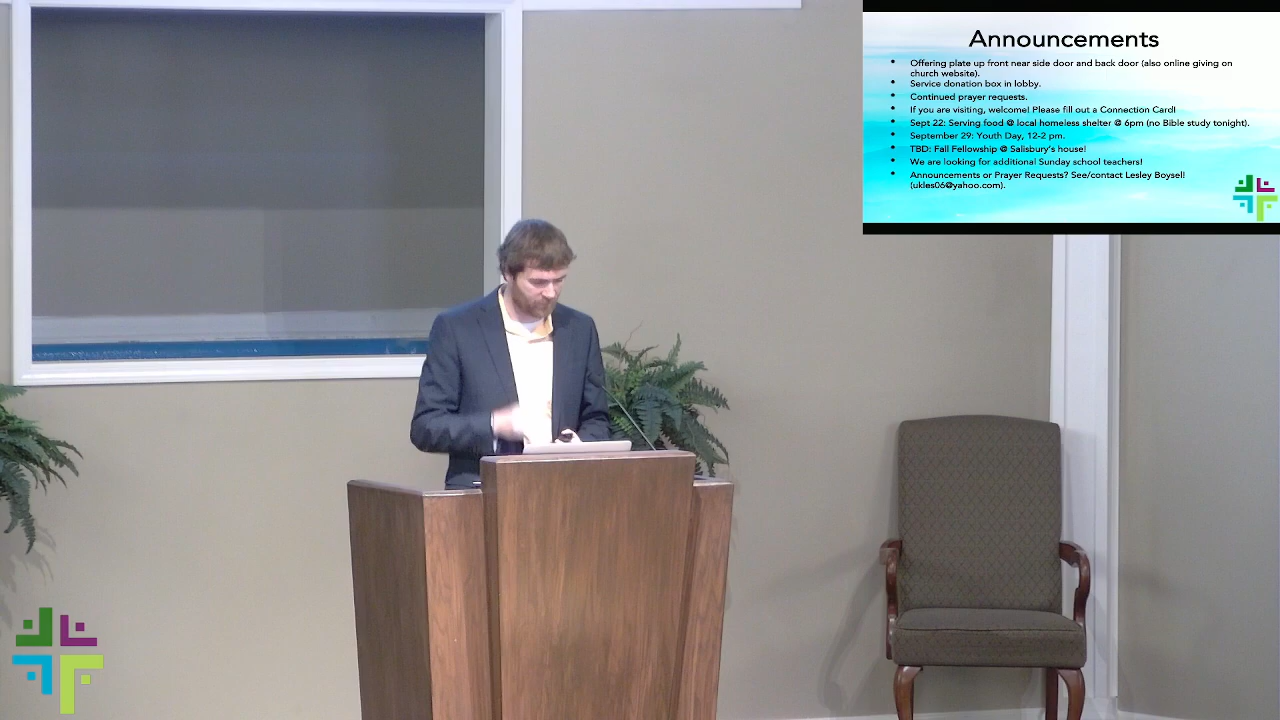 Announcements
• Offering plate up front near side door and back door (also online giving on
church website).
• Service donation box in lobby.
• Continued prayer requests.
• If you are visiting, welcome! Please fill out a Connection Card!
• Sept 22: Serving food @ local homeless shelter @ 6pm (no Bible study tonight).
• September 29: Youth Day, 12-2 pm.
• TBD: Fall Fellowship @ Salisbury's house!
• We are looking for additional Sunday school teachers!
• Announcements or Prayer Requests? See/contact Lesley Boysel!
(ukles06@yahoo.com).